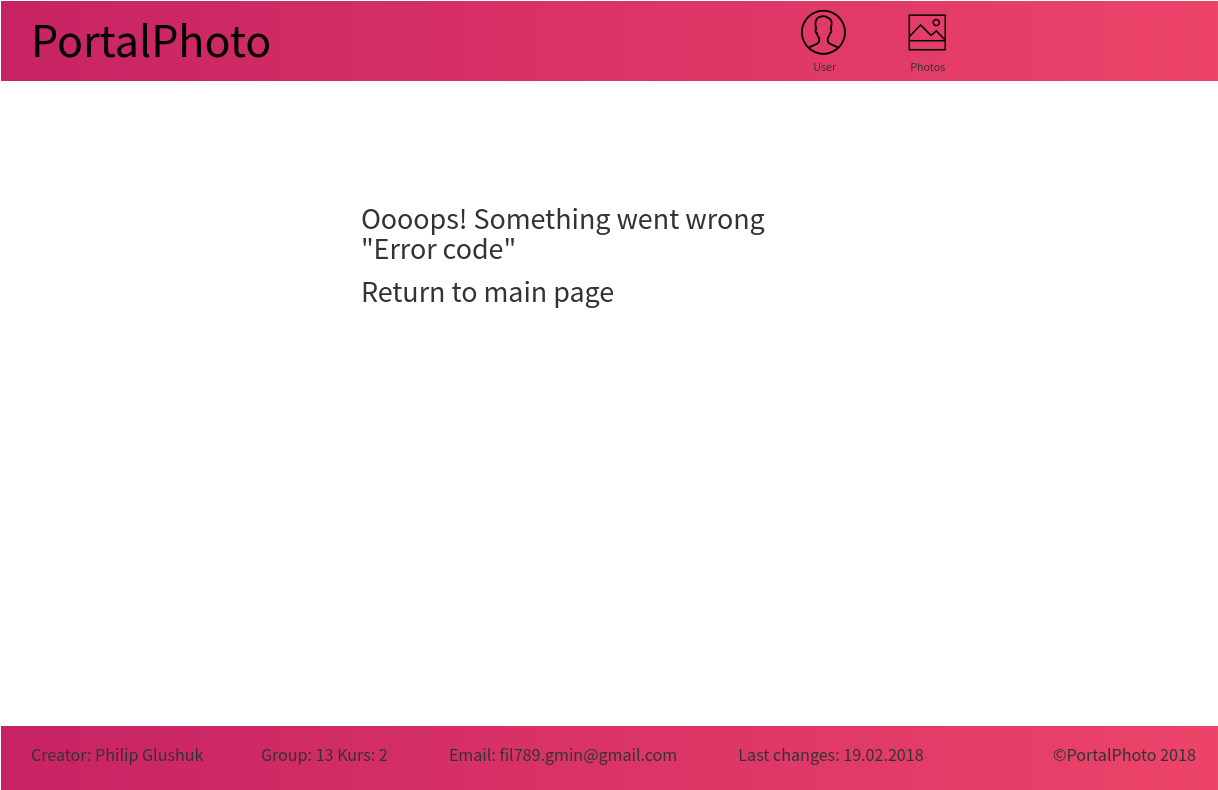 PortalPhoto
User
Photos
Oooops! Something went wrong
"Error code"
Return to main page
Creator: Philip Glushuk
Group: 13 Kurs: 2
Email: fil789.gmin@gmail.com
Last changes: 19.02.2018
©PortalPhoto 2018